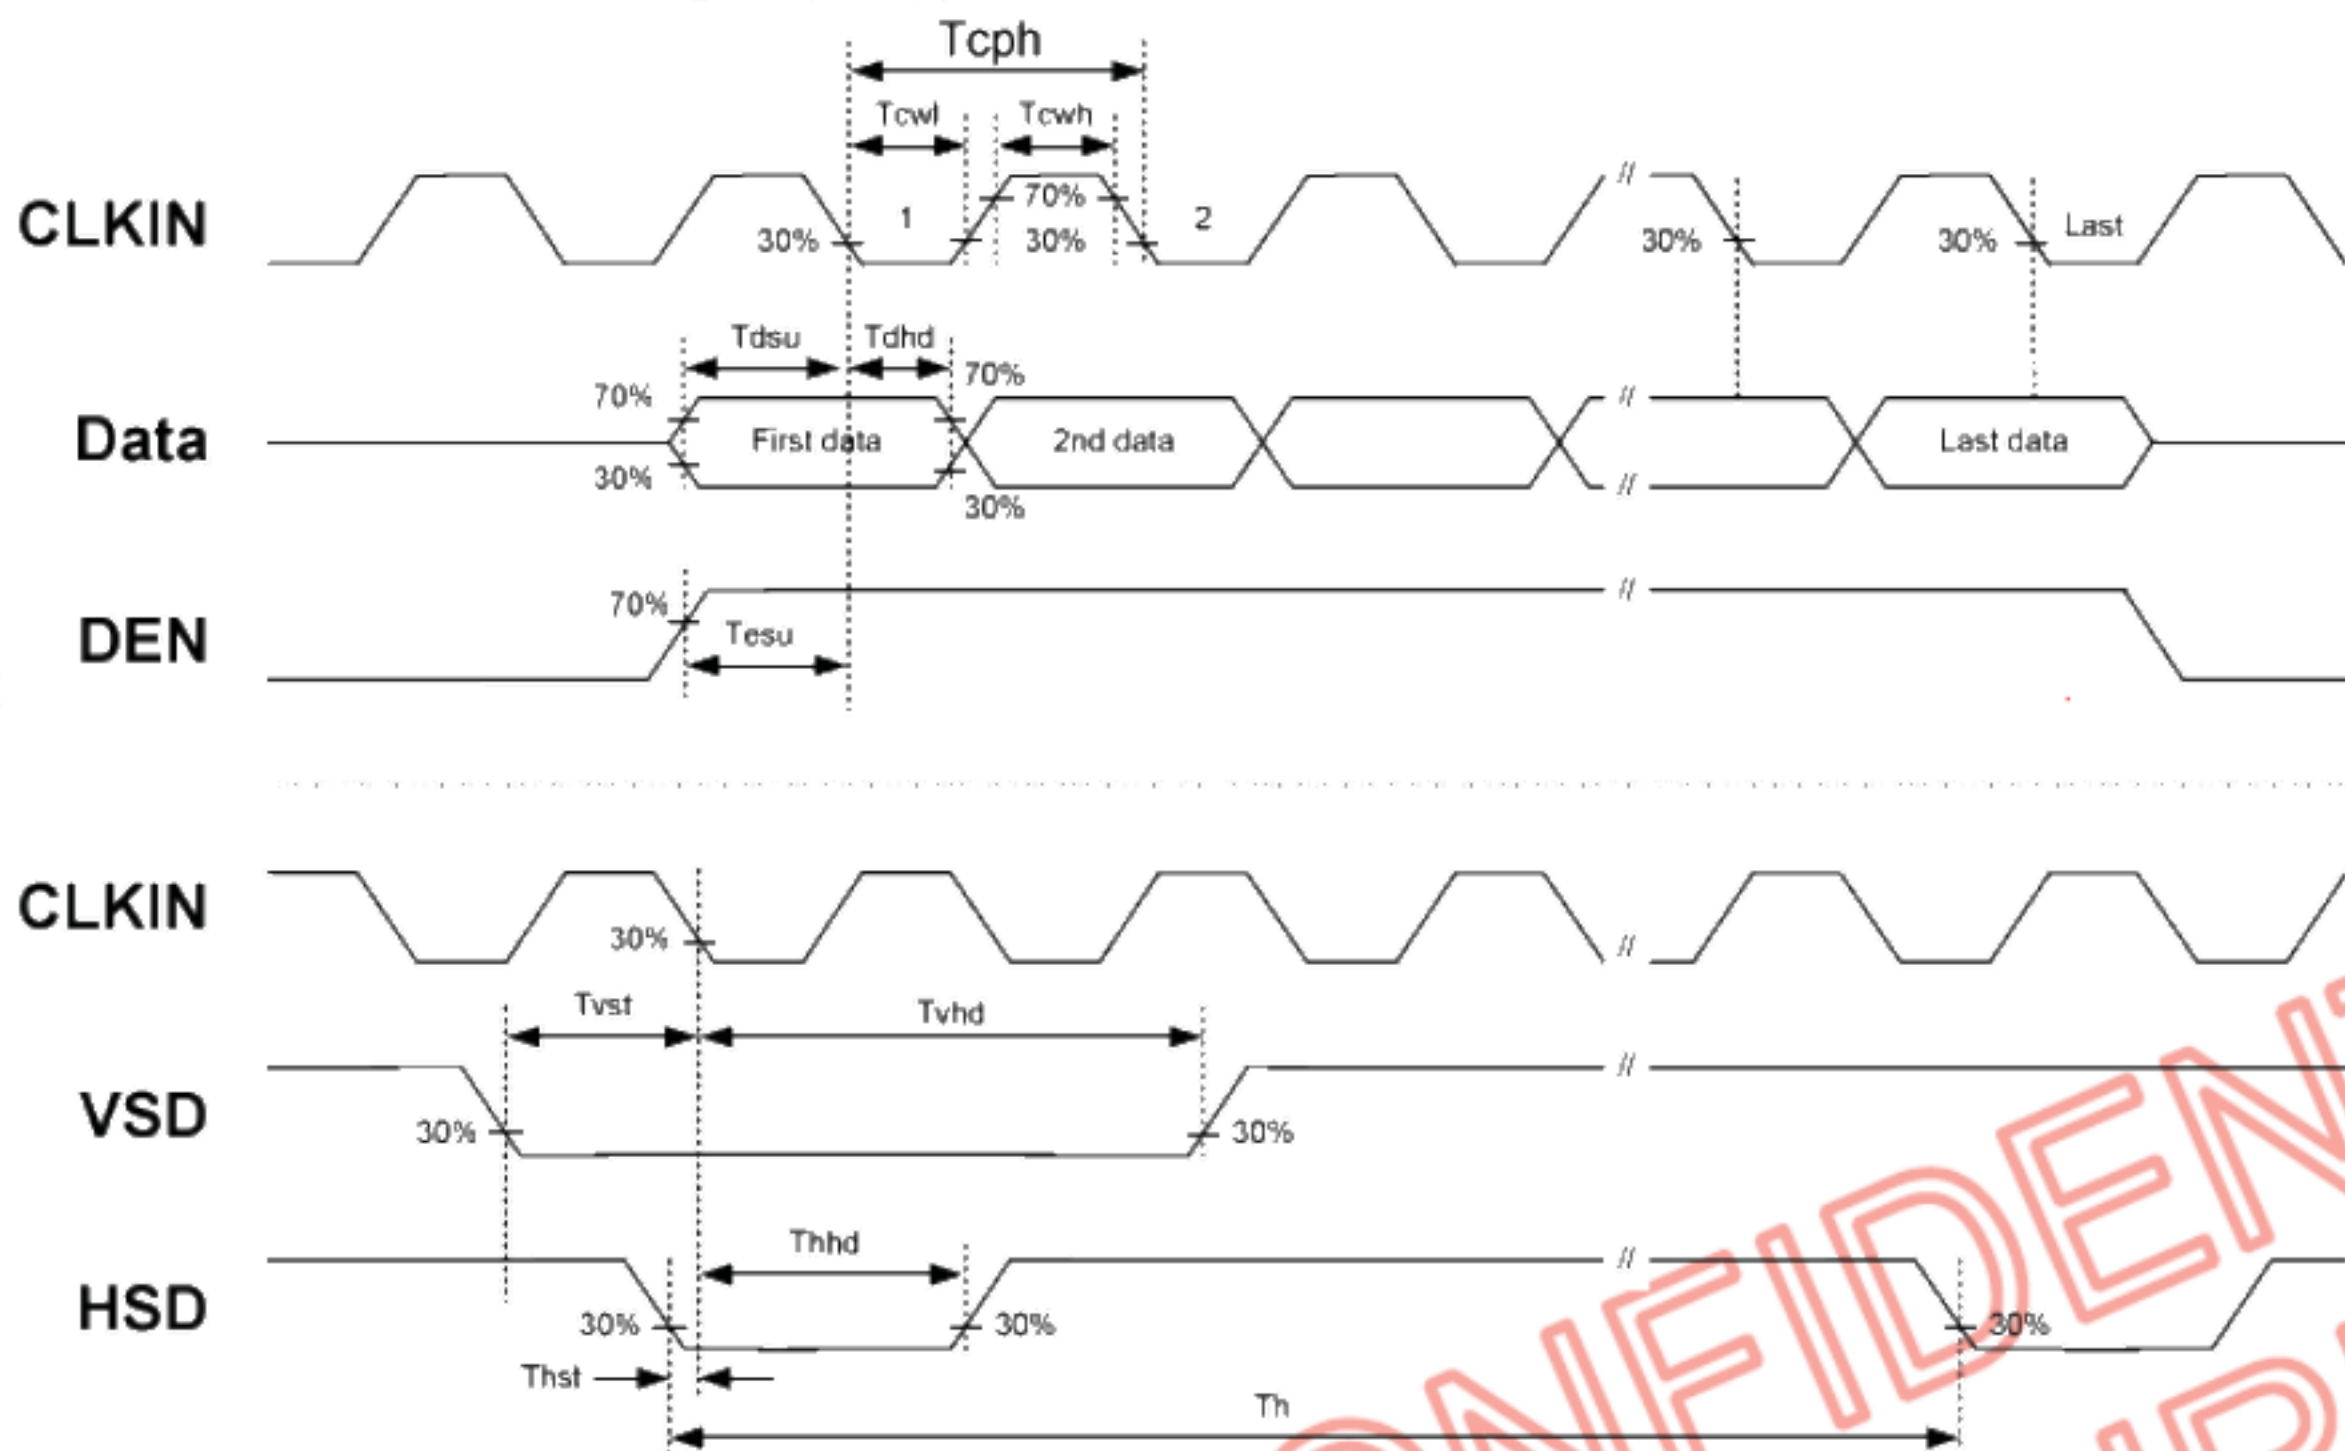 Tcph
Tcwl Tcwh
CLKIN 30% 1 70% 30% 2 30% 30% Last
Tdsu Tdhd
70% 70%
Data First data 2nd data Last data
30% 30%
DEN 70%
Tesu
CLKIN 30%
Tvst Tvhd
VSD 30% 30%
Thhd
HSD 30% 30% 30%
Thst
Th